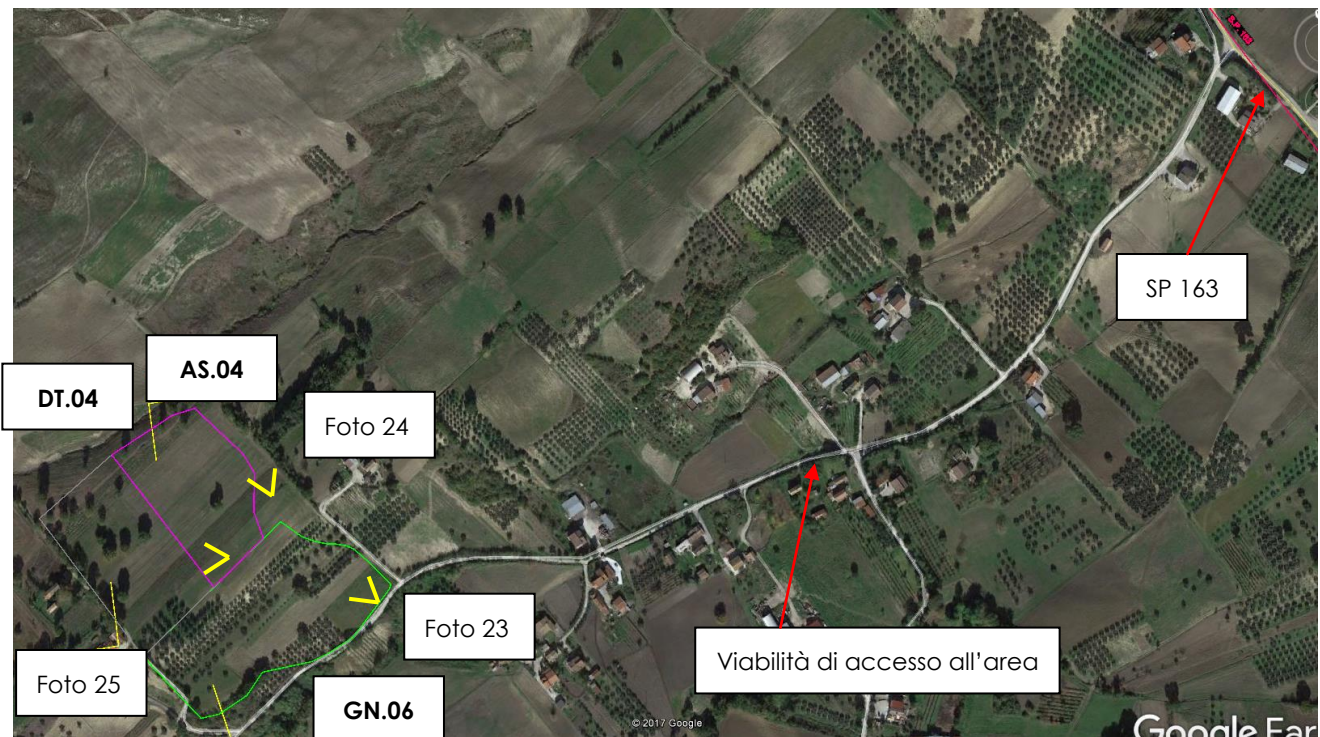 SP 163
AS.04
DT.04
Foto 24
Foto 23
Viabilità di accesso all'area
Foto 25
GN.06
© 2017 Google
Google Ear